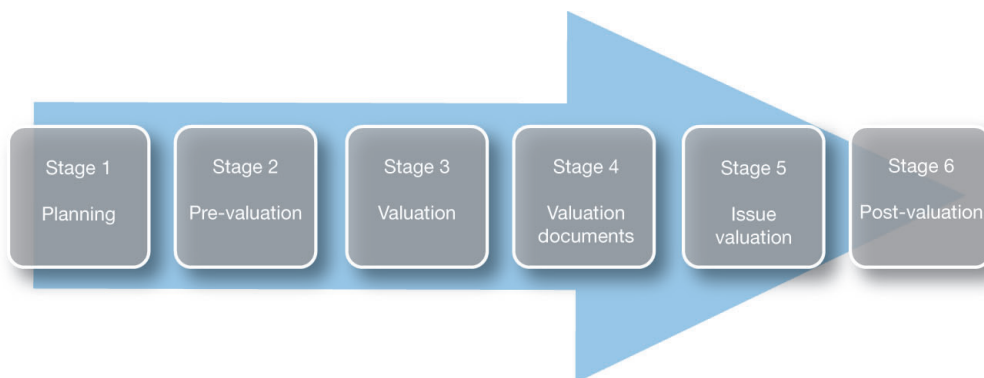 Stage 1
Planning
Stage 2
Pre-valuation
Stage 3
Valuation
Stage 4
Valuation
documents
Stage 5
Issue
valuation
Stage 6
Post-valuation